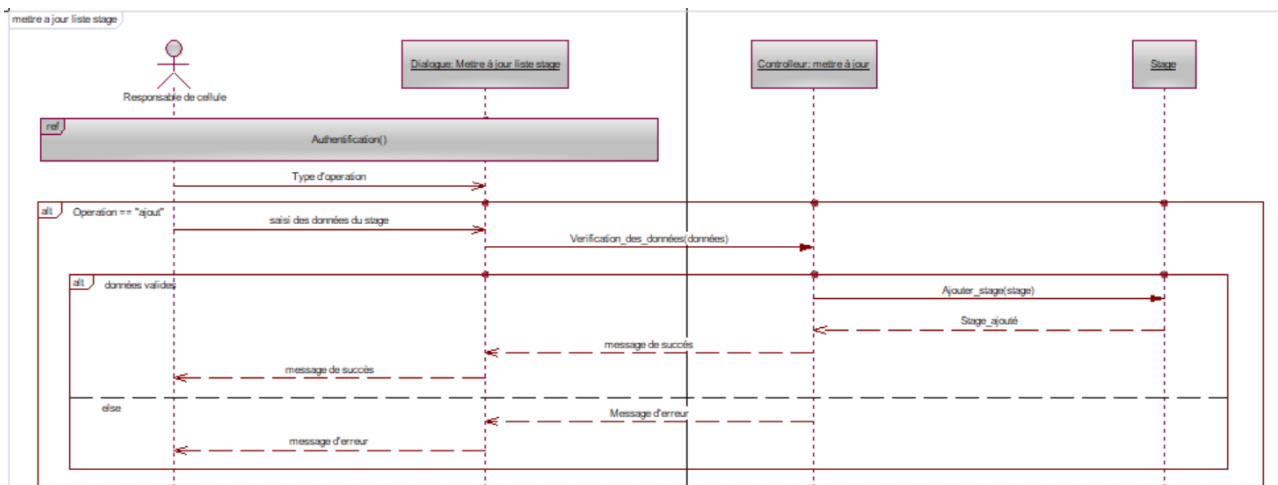 mettre a jour liste stage
Responsable de cellule
Dialogue: Mettre à jour liste stage
Controlleur: mettre à jour
Stage
ref
Authentification()
Type d'operation
alt
Operation == "ajout"
saisi des données du stage
Verification_des_données(données)
alt
données valides
Ajouter_stage(stage)
Stage_ajouté
message de succés
message de succès
else
Message d'erreur
message d'erreur